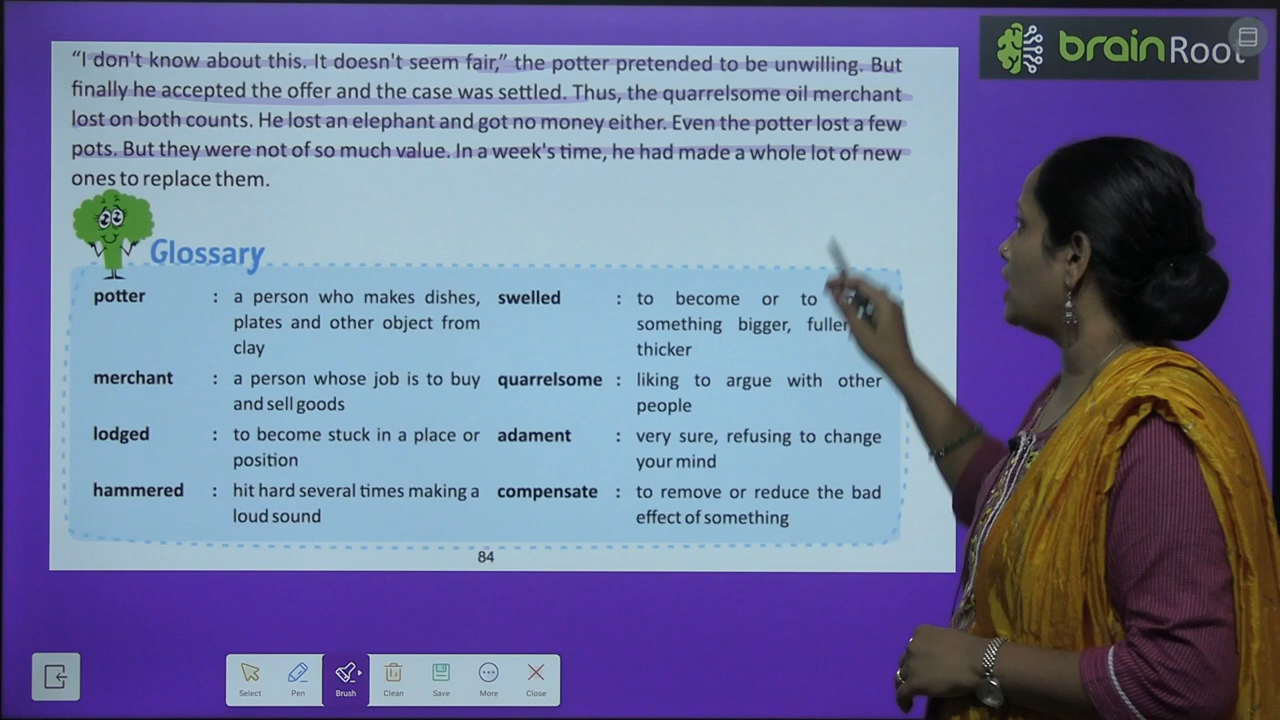 brainRoot
“I don't know about this. It doesn't seem fair,” the potter pretended to be unwilling. But
finally he accepted the offer and the case was settled. Thus, the quarrelsome oil merchant
lost on both counts. He lost an elephant and got no money either. Even the potter lost a few
pots. But they were not of so much value. In a week's time, he had made a whole lot of new
ones to replace them.
Glossary
potter : a person who makes dishes,
plates and other object from
clay
merchant : a person whose job is to buy
and sell goods
lodged : to become stuck in a place or
position
hammered : hit hard several times making a
loud sound
swelled : to become or to
something bigger, fuller
thicker
quarrelsome : liking to argue with other
people
adament : very sure, refusing to change
your mind
compensate : to remove or reduce the bad
effect of something
84
Select Pen Brush Clean Save More Close